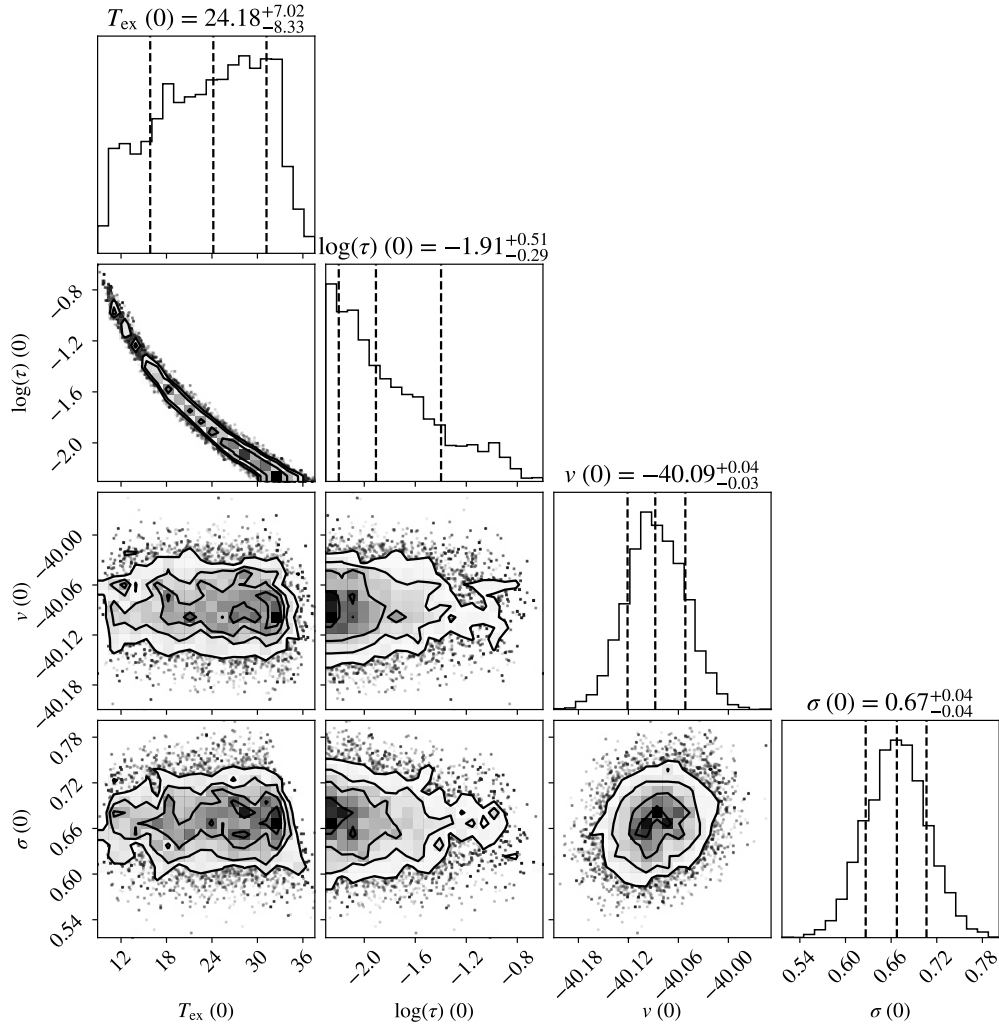 T_ex (0) = 24.18^{+7.02}_{−8.33}
log(τ) (0) = −1.91^{+0.51}_{−0.29}
−0.8
−1.2
−1.6
−2.0
log(τ) (0)
v (0) = −40.09^{+0.04}_{−0.03}
−40.00
−40.06
−40.12
−40.18
v (0)
σ (0) = 0.67^{+0.04}_{−0.04}
0.78
0.72
0.66
0.60
0.54
σ (0)
12 18 24 30 36
−2.0 −1.6 −1.2 −0.8
−40.18 −40.12 −40.06 −40.00
0.54 0.60 0.66 0.72 0.78
T_ex (0) log(τ) (0) v (0) σ (0)